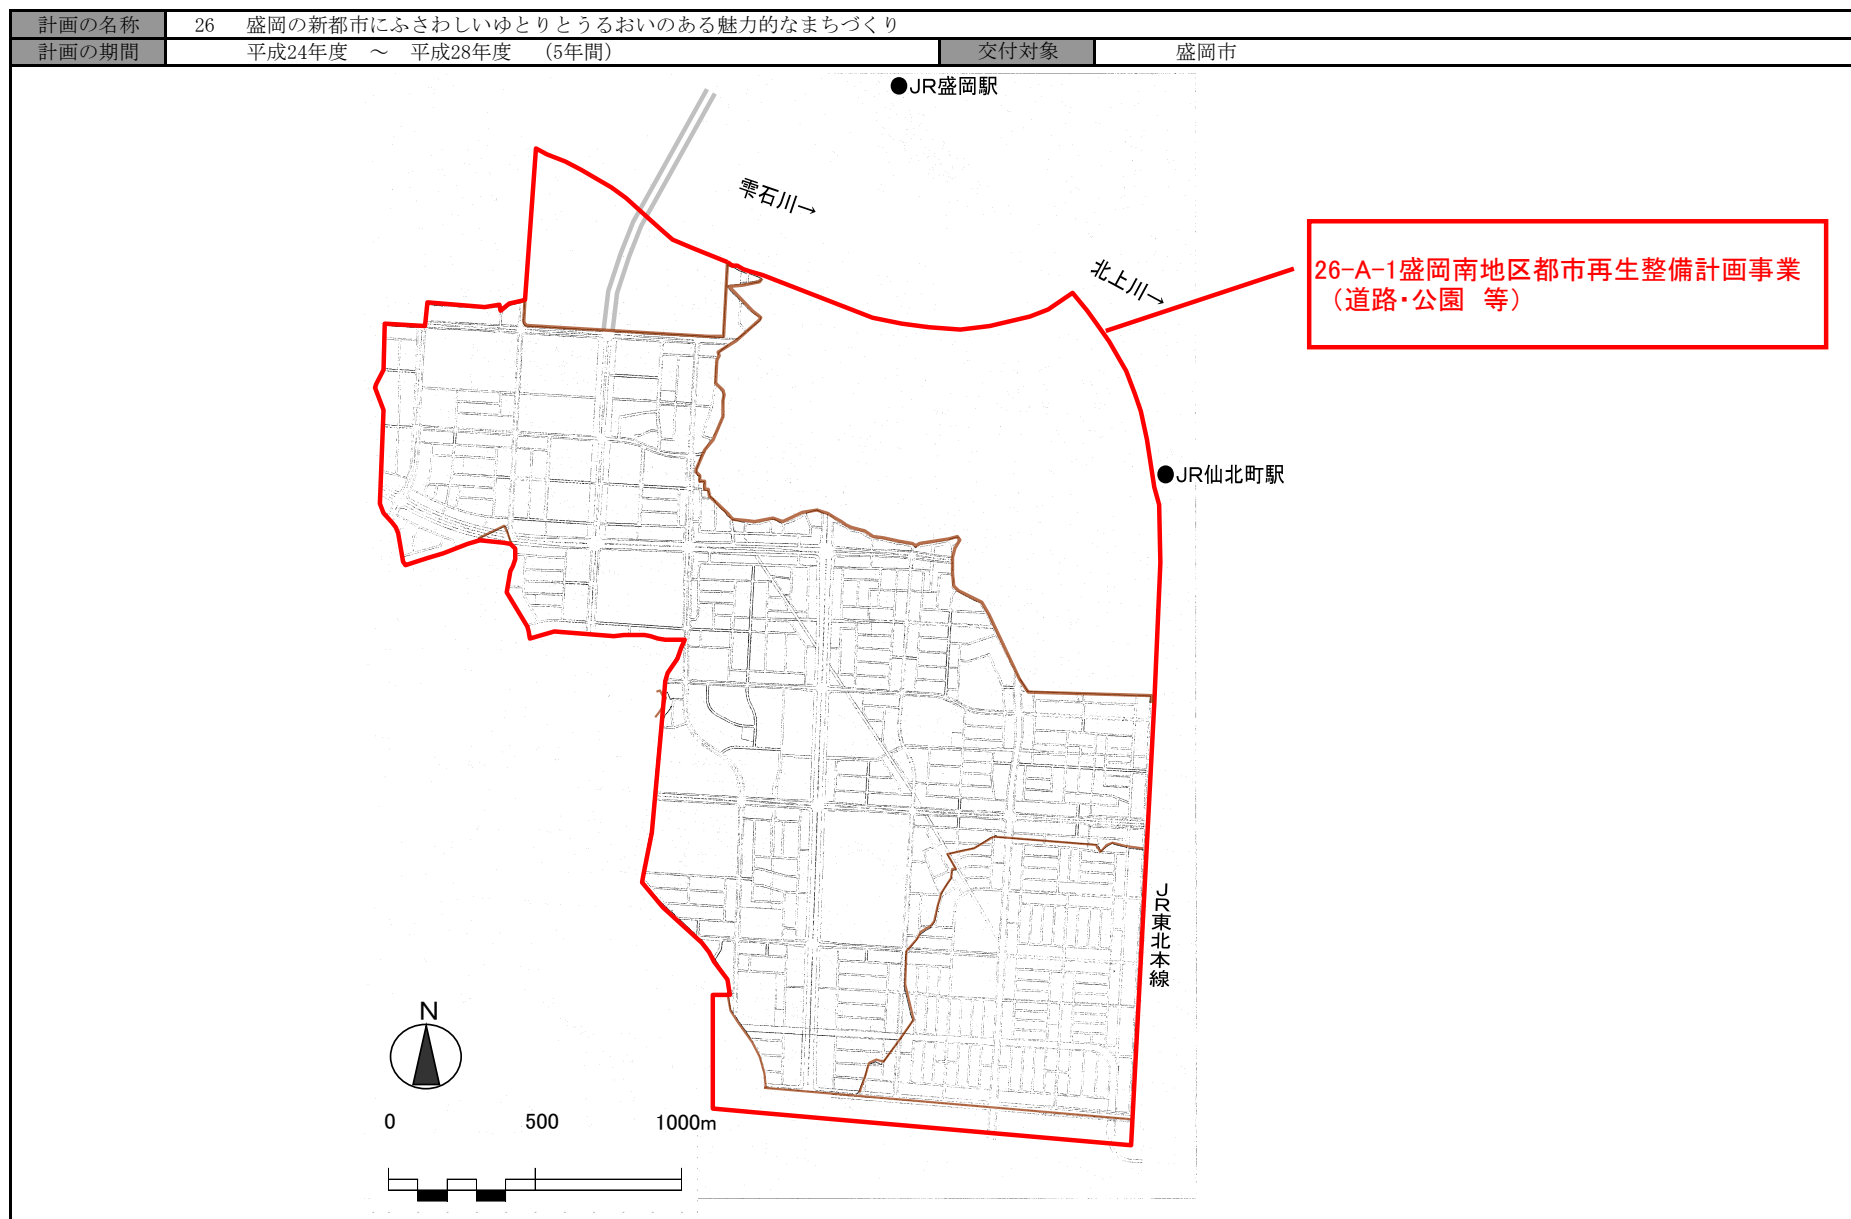 計画の名称 26 盛岡の新都市にふさわしいゆとりとうるおいのある魅力的なまちづくり
計画の期間 平成24年度 ～ 平成28年度 （5年間） 交付対象 盛岡市
●JR盛岡駅
雫石川→
北上川→
26-A-1盛岡南地区都市再生整備計画事業
（道路・公園 等）
●JR仙北町駅
JR東北本線
N
0 500 1000m